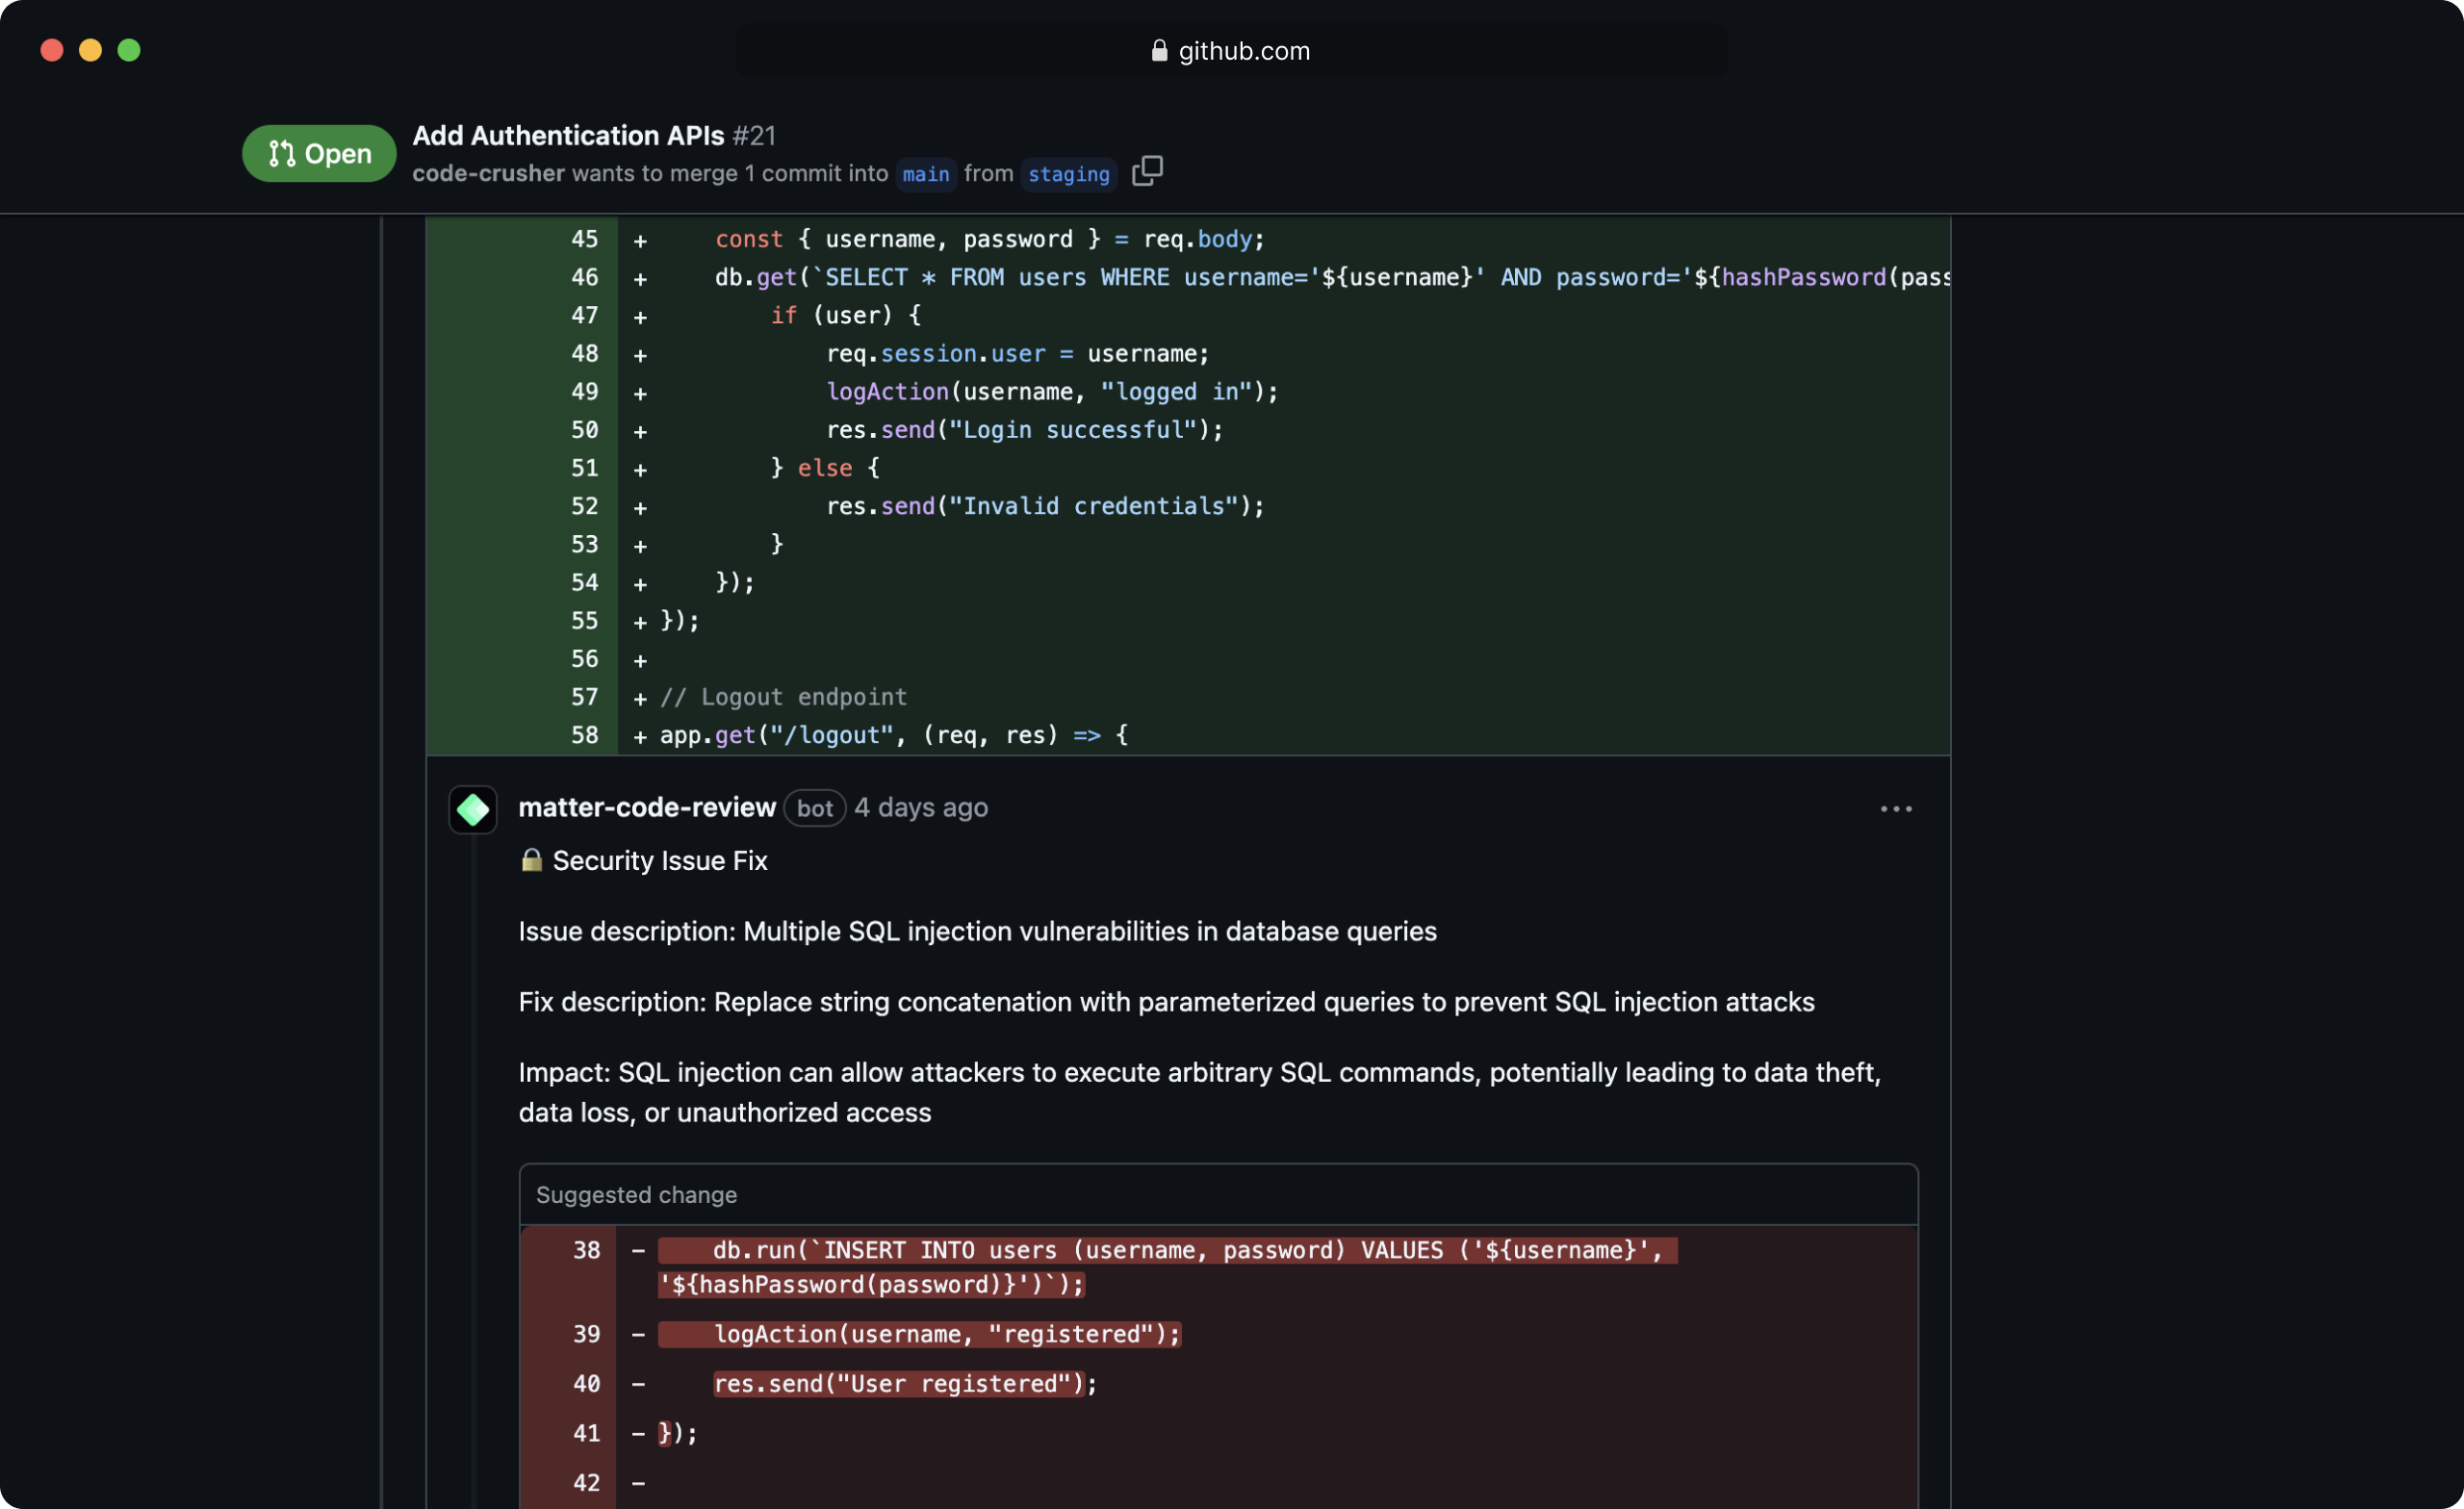 github.com
Open
Add Authentication APIs #21
code-crusher wants to merge 1 commit into main from staging
45 + const { username, password } = req.body;
46 + db.get(`SELECT * FROM users WHERE username='${username}' AND password='${hashPassword(pass
47 + if (user) {
48 + req.session.user = username;
49 + logAction(username, "logged in");
50 + res.send("Login successful");
51 + } else {
52 + res.send("Invalid credentials");
53 + }
54 + });
55 + });
56 +
57 + // Logout endpoint
58 + app.get("/logout", (req, res) => {
matter-code-review bot 4 days ago
🔒 Security Issue Fix
Issue description: Multiple SQL injection vulnerabilities in database queries
Fix description: Replace string concatenation with parameterized queries to prevent SQL injection attacks
Impact: SQL injection can allow attackers to execute arbitrary SQL commands, potentially leading to data theft,
data loss, or unauthorized access
Suggested change
38 - db.run(`INSERT INTO users (username, password) VALUES ('${username}',
'${hashPassword(password)}')`);
39 - logAction(username, "registered");
40 - res.send("User registered");
41 - });
42 -